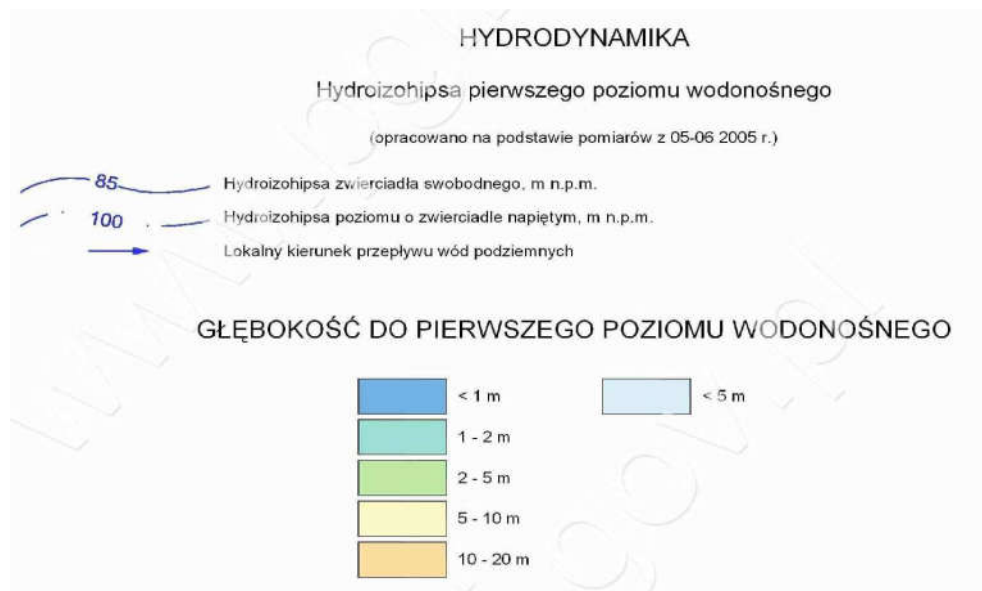 HYDRODYNAMIKA
Hydroizohipsa pierwszego poziomu wodonośnego
(opracowano na podstawie pomiarów z 05-06 2005 r.)
85 Hydroizohipsa zwierciadła swobodnego, m n.p.m.
100 Hydroizohipsa poziomu o zwierciadle napiętym, m n.p.m.
Lokalny kierunek przepływu wód podziemnych
GŁĘBOKOŚĆ DO PIERWSZEGO POZIOMU WODONOŚNEGO
< 1 m < 5 m
1 - 2 m
2 - 5 m
5 - 10 m
10 - 20 m